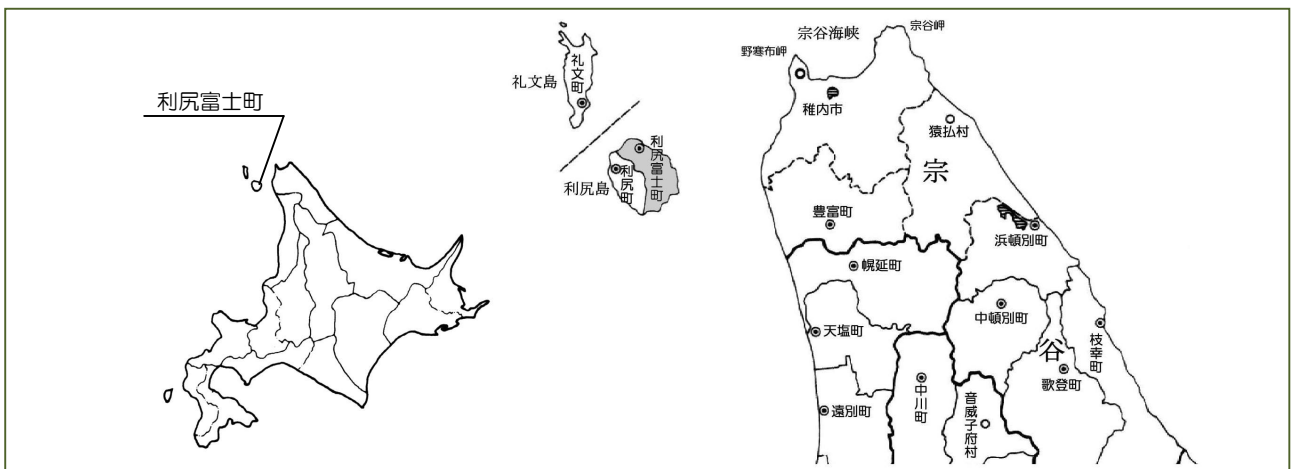 利尻富士町
礼文島
礼文町
利尻島
利尻町
利尻富士町
宗谷海峡
宗谷岬
野寒布岬
稚内市
猿払村
宗
豊富町
浜頓別町
幌延町
中頓別町
天塩町
枝幸町
谷
歌登町
中川町
音威子府村
遠別町